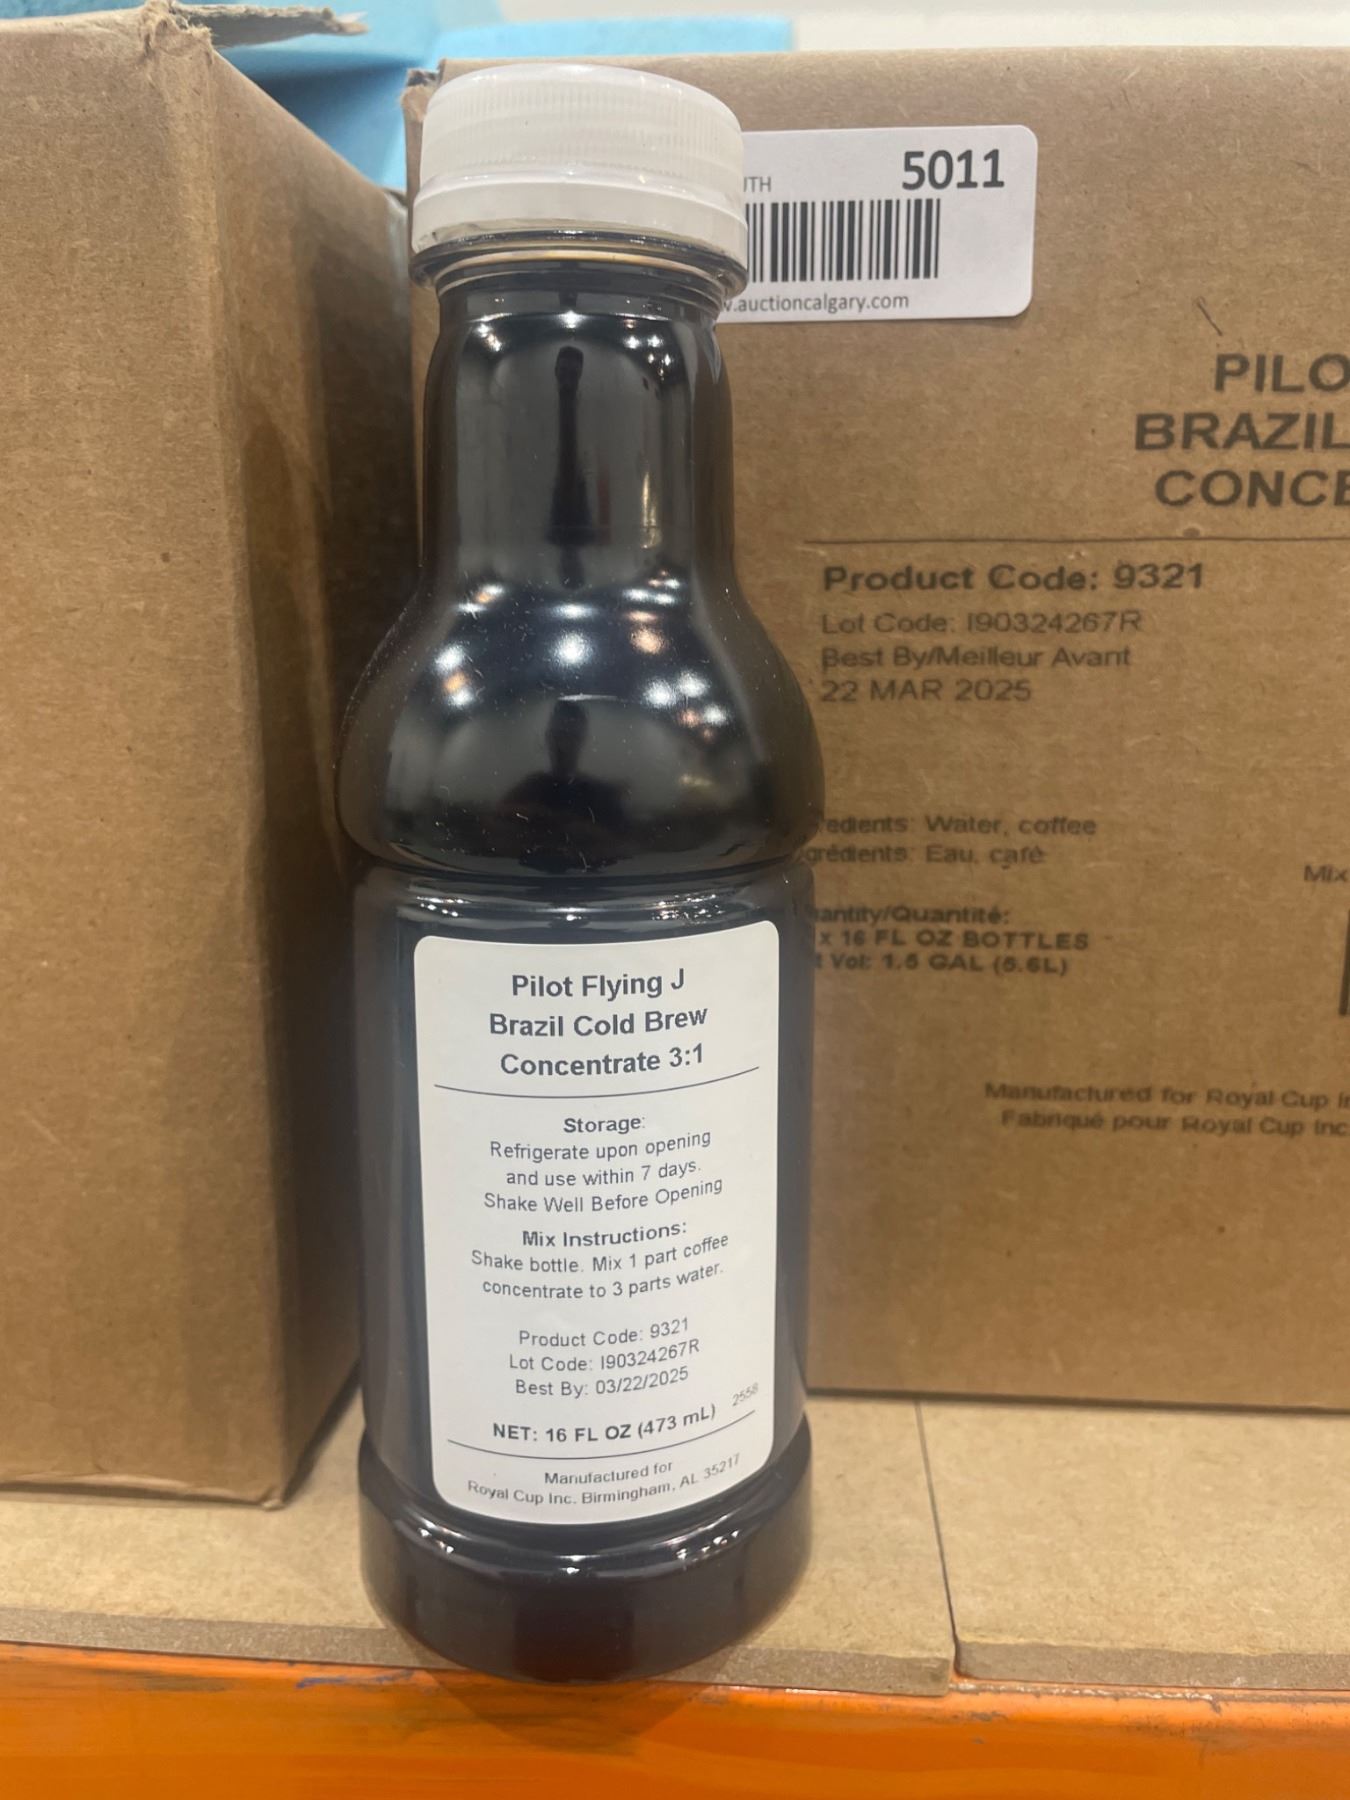 5011
.auctioncalgary.com
BRAZIL
Product Code: 9321
Lot Code: I90324267R
Best By/Meilleur Avant
22 MAR 2025
Water, coffee
Eau, café
x 16 FL OZ BOTTLES
Vol: 1.5 GAL (5.6L)
Manufactured for Royal Cup
Fabriqué pour Royal Cup Inc
Pilot Flying J
Brazil Cold Brew
Concentrate 3:1
Storage:
Refrigerate upon opening
and use within 7 days.
Shake Well Before Opening
Mix Instructions:
Shake bottle. Mix 1 part coffee
concentrate to 3 parts water.
Product Code: 9321
Lot Code: I90324267R
Best By: 03/22/2025
2558
NET: 16 FL OZ (473 mL)
Manufactured for
Royal Cup Inc. Birmingham, AL 35217